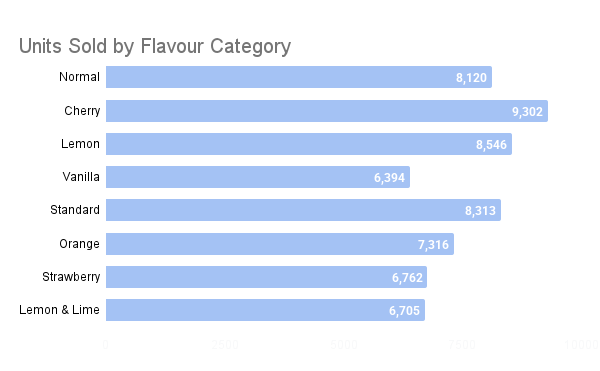 Units Sold by Flavour Category
Normal 8,120
Cherry 9,302
Lemon 8,546
Vanilla 6,394
Standard 8,313
Orange 7,316
Strawberry 6,762
Lemon & Lime 6,705
0 2500 5000 7500 10000